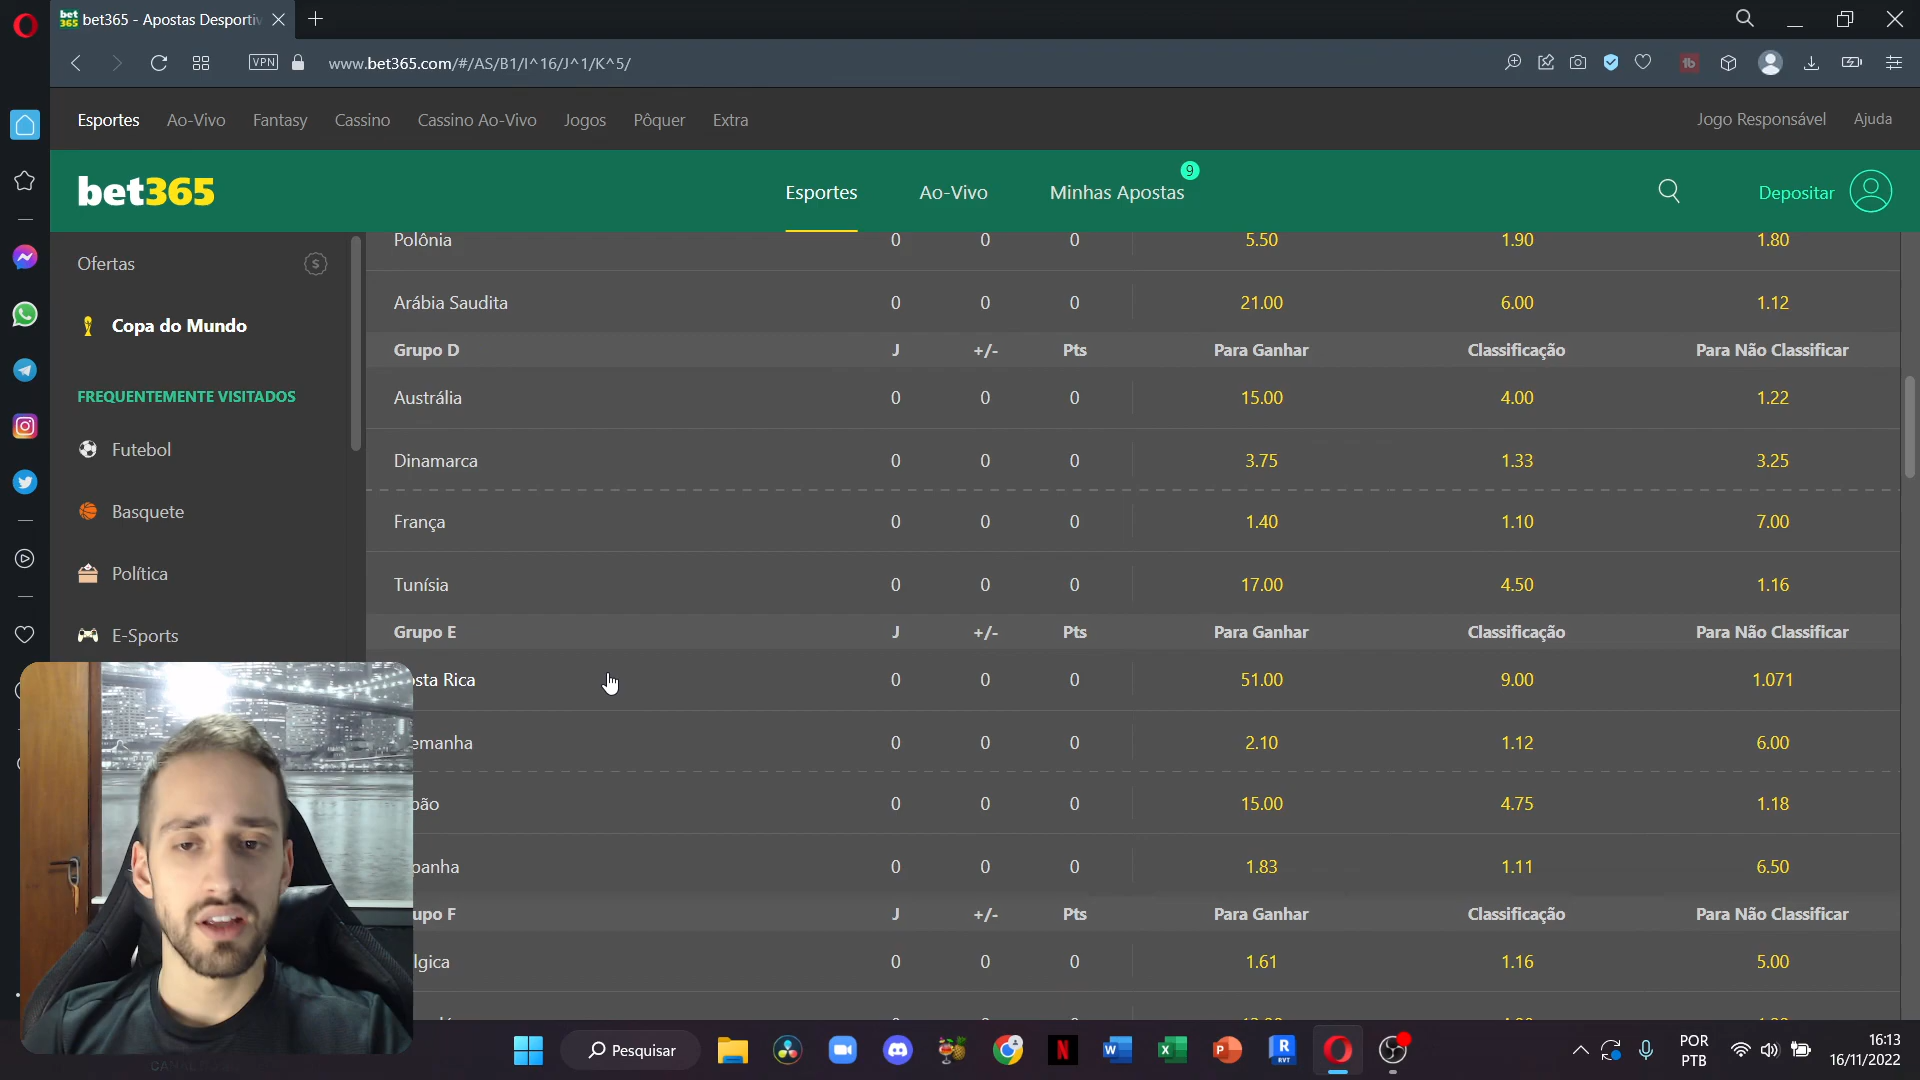 bet365 - Apostas Desportiv
VPN
www.bet365.com/#/AS/B1/I^16/J^1/K^5/
Esportes Ao-Vivo Fantasy Cassino Cassino Ao-Vivo Jogos Pôquer Extra Jogo Responsável Ajuda
bet365 Esportes Ao-Vivo Minhas Apostas 9 Depositar
Ofertas
Copa do Mundo
FREQUENTEMENTE VISITADOS
Futebol
Basquete
Política
E-Sports
Polônia 0 0 0 5.50 1.90 1.80
Arábia Saudita 0 0 0 21.00 6.00 1.12
Grupo D J +/- Pts Para Ganhar Classificação Para Não Classificar
Austrália 0 0 0 15.00 4.00 1.22
Dinamarca 0 0 0 3.75 1.33 3.25
França 0 0 0 1.40 1.10 7.00
Tunísia 0 0 0 17.00 4.50 1.16
Grupo E J +/- Pts Para Ganhar Classificação Para Não Classificar
osta Rica 0 0 0 51.00 9.00 1.071
emanha 0 0 0 2.10 1.12 6.00
pão 0 0 0 15.00 4.75 1.18
panha 0 0 0 1.83 1.11 6.50
upo F J +/- Pts Para Ganhar Classificação Para Não Classificar
lgica 0 0 0 1.61 1.16 5.00
Pesquisar
POR
PTB
16:13
16/11/2022